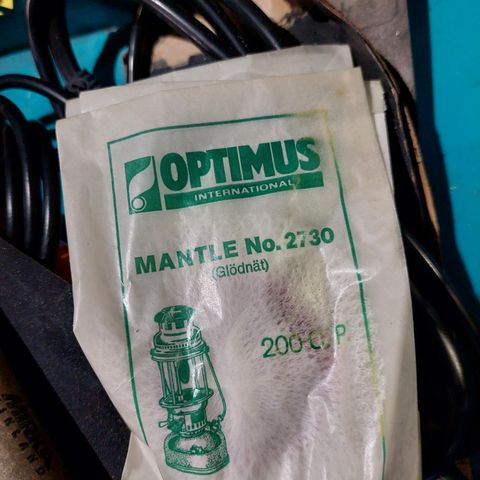 OPTIMUS
INTERNATIONAL
MANTLE No. 2730
(Glödnät)
200 C. P